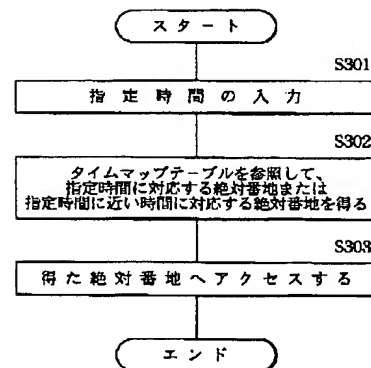 スタート
S301
指定時間の入力
S302
タイムマップテーブルを参照して、
指定時間に対応する絶対番地または
指定時間に近い時間に対応する絶対番地を得る
S303
得た絶対番地へアクセスする
エンド